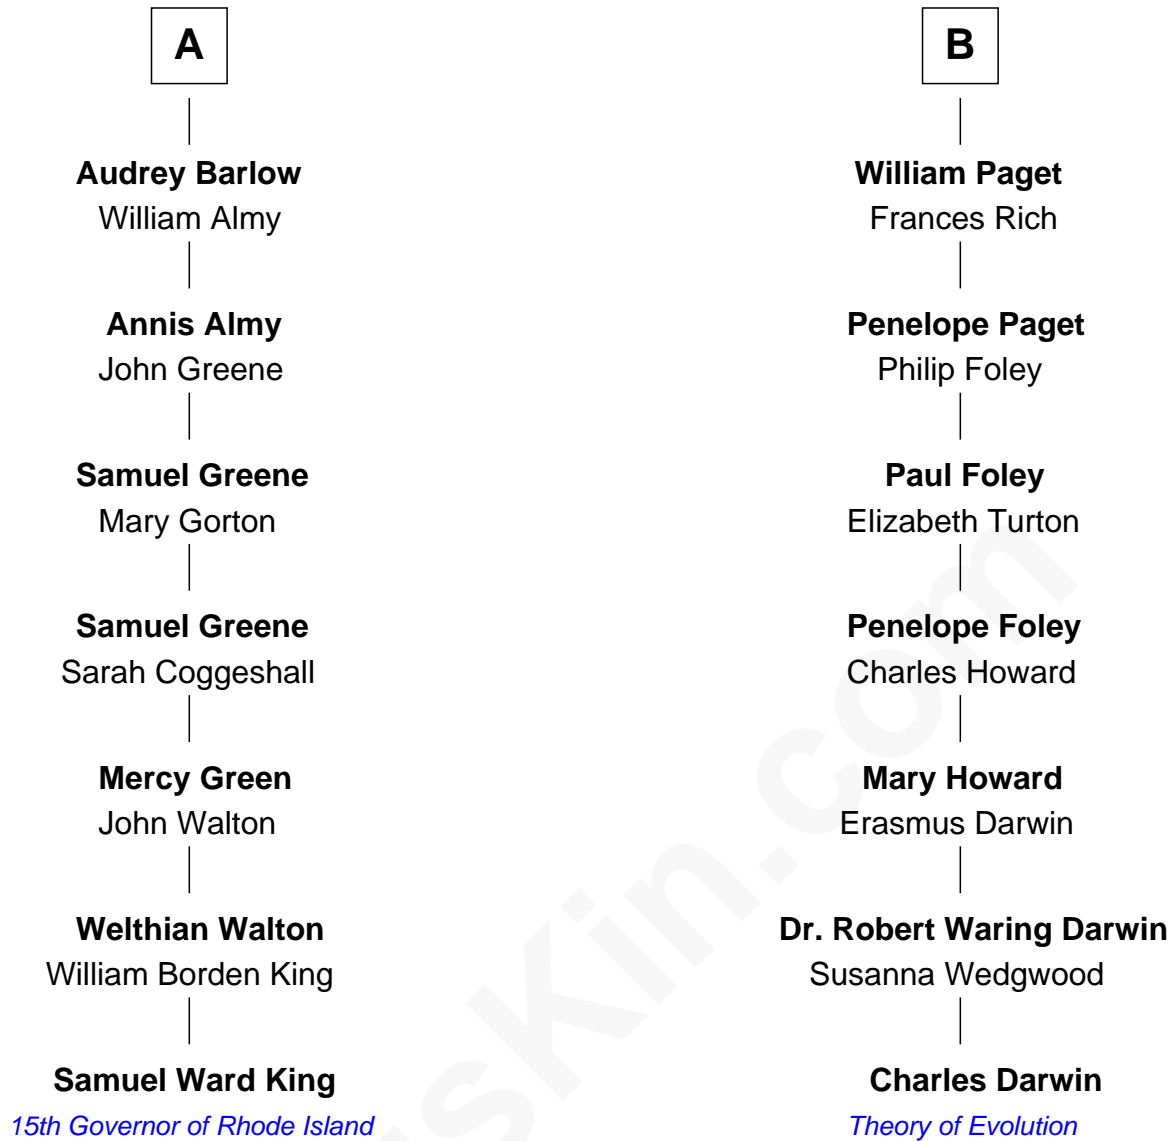 A
Audrey Barlow
William Almy
Annis Almy
John Greene
Samuel Greene
Mary Gorton
Samuel Greene
Sarah Coggeshall
Mercy Green
John Walton
Welthian Walton
William Borden King
Samuel Ward King
15th Governor of Rhode Island
B
William Paget
Frances Rich
Penelope Paget
Philip Foley
Paul Foley
Elizabeth Turton
Penelope Foley
Charles Howard
Mary Howard
Erasmus Darwin
Dr. Robert Waring Darwin
Susanna Wedgwood
Charles Darwin
Theory of Evolution
usKin.com